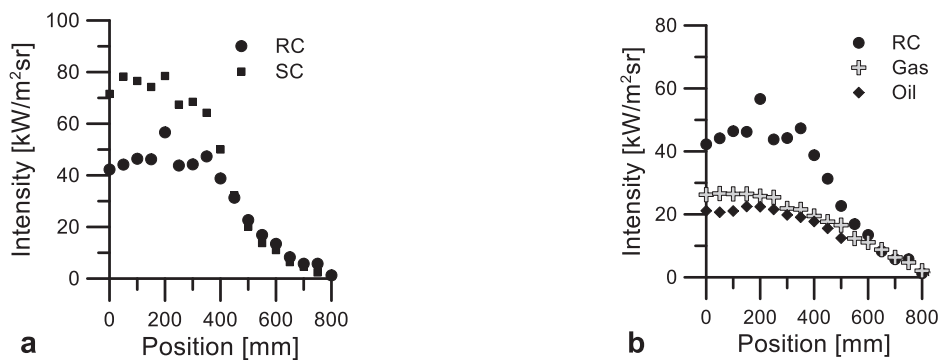 100
80
60
40
20
0
Intensity [kW/m²sr]
RC
SC
0 200 400 600 800
Position [mm]
a
80
60
40
20
0
Intensity [kW/m²sr]
RC
Gas
Oil
0 200 400 600 800
Position [mm]
b